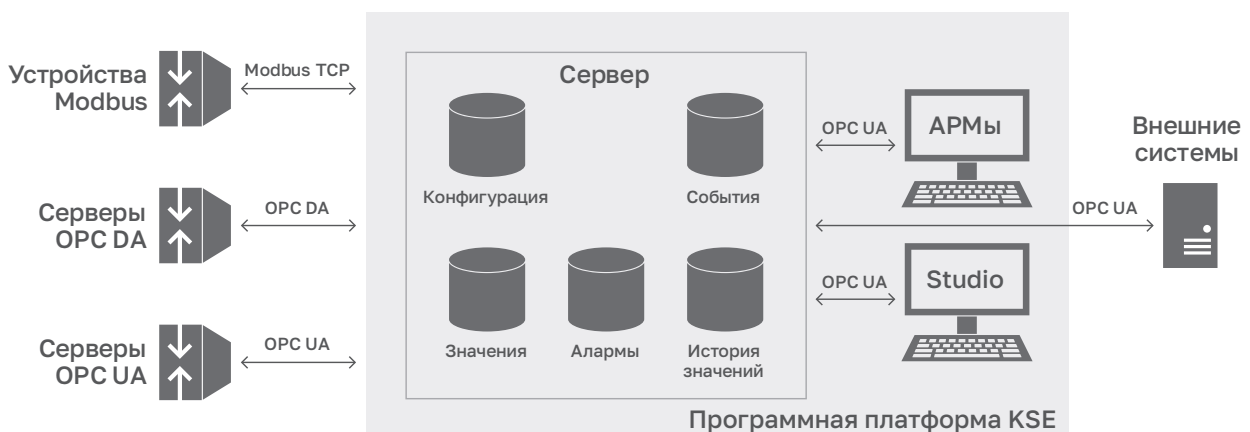 Устройства
Modbus
Modbus TCP
Серверы
OPC DA
OPC DA
Серверы
OPC UA
OPC UA
Сервер
Конфигурация
События
Значения
Алармы
История
значений
OPC UA
АРМы
OPC UA
OPC UA
Studio
Внешние
системы
Программная платформа KSE